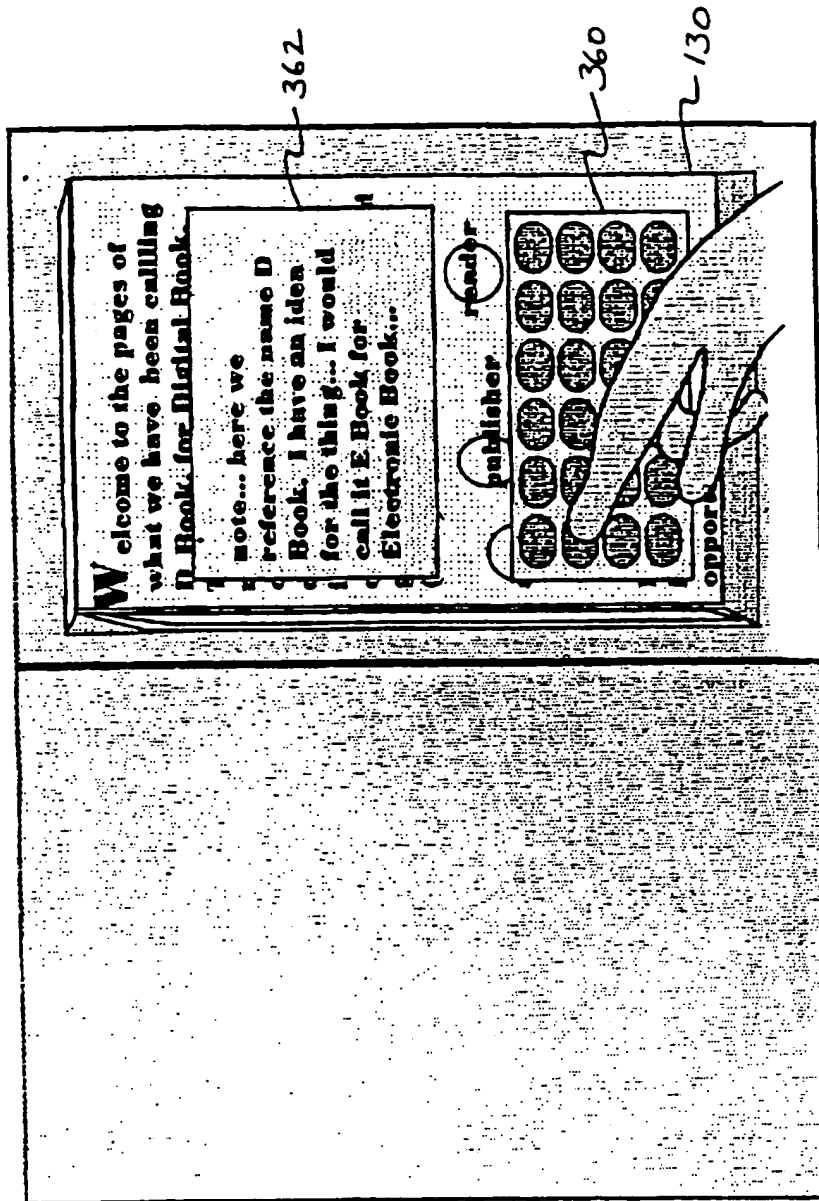 Welcome to the pages of
what we have been callling
D Book, for Digital Book.
note... here we
reference the name D
Book. I have an idea
for the thing... I would
call it E Book for
Electronic Book...
publisher
reader
oppor
362
360
130